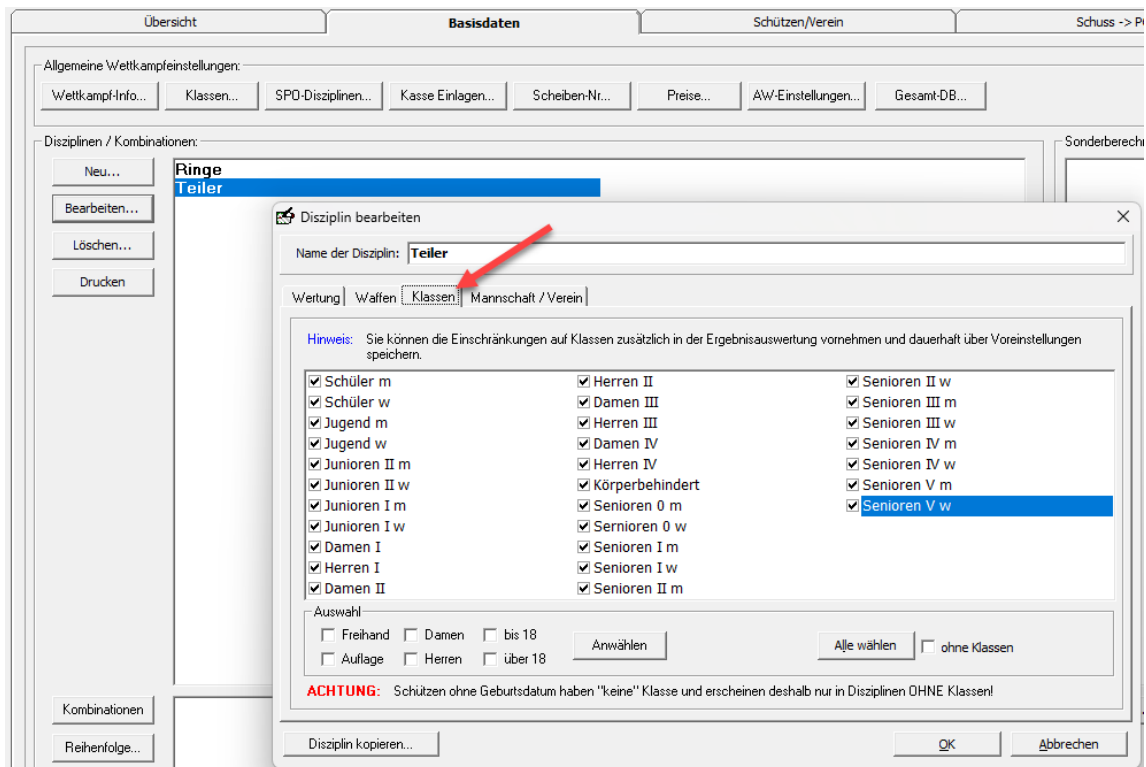 Übersicht
Basisdaten
Schützen/Verein
Schuss -> P
Allgemeine Wettkampfeinstellungen:
Wettkampf-Info...
Klassen...
SPO-Disziplinen...
Kasse Einlagen...
Scheiben-Nr...
Preise...
AW-Einstellungen...
Gesamt-DB...
Disziplinen / Kombinationen:
Sonderberech
Neu...
Bearbeiten...
Löschen...
Drucken
Ringe
Teiler
Disziplin bearbeiten
Name der Disziplin: Teiler
Wertung
Waffen
Klassen
Mannschaft / Verein
Hinweis: Sie können die Einschränkungen auf Klassen zusätzlich in der Ergebnisauswertung vornehmen und dauerhaft über Voreinstellungen
speichern.
Schüler m
Schüler w
Jugend m
Jugend w
Junioren II m
Junioren II w
Junioren I m
Junioren I w
Damen I
Herren I
Damen II
Herren II
Damen III
Herren III
Damen IV
Herren IV
Körperbehindert
Senioren 0 m
Sernioren 0 w
Senioren I m
Senioren I w
Senioren II m
Senioren II w
Senioren III m
Senioren III w
Senioren IV m
Senioren IV w
Senioren V m
Senioren V w
Auswahl
Freihand
Damen
bis 18
Auflage
Herren
über 18
Anwählen
Alle wählen
ohne Klassen
ACHTUNG: Schützen ohne Geburtsdatum haben "keine" Klasse und erscheinen deshalb nur in Disziplinen OHNE Klassen!
Kombinationen
Reihenfolge...
Disziplin kopieren...
OK
Abbrechen